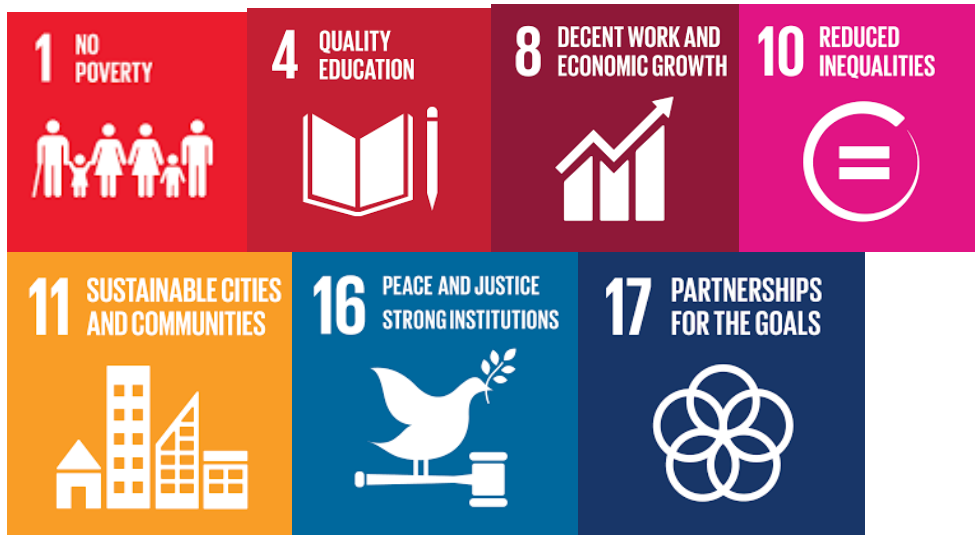 1 NO
POVERTY
4 QUALITY
EDUCATION
8 DECENT WORK AND
ECONOMIC GROWTH
10 REDUCED
INEQUALITIES
11 SUSTAINABLE CITIES
AND COMMUNITIES
16 PEACE AND JUSTICE
STRONG INSTITUTIONS
17 PARTNERSHIPS
FOR THE GOALS